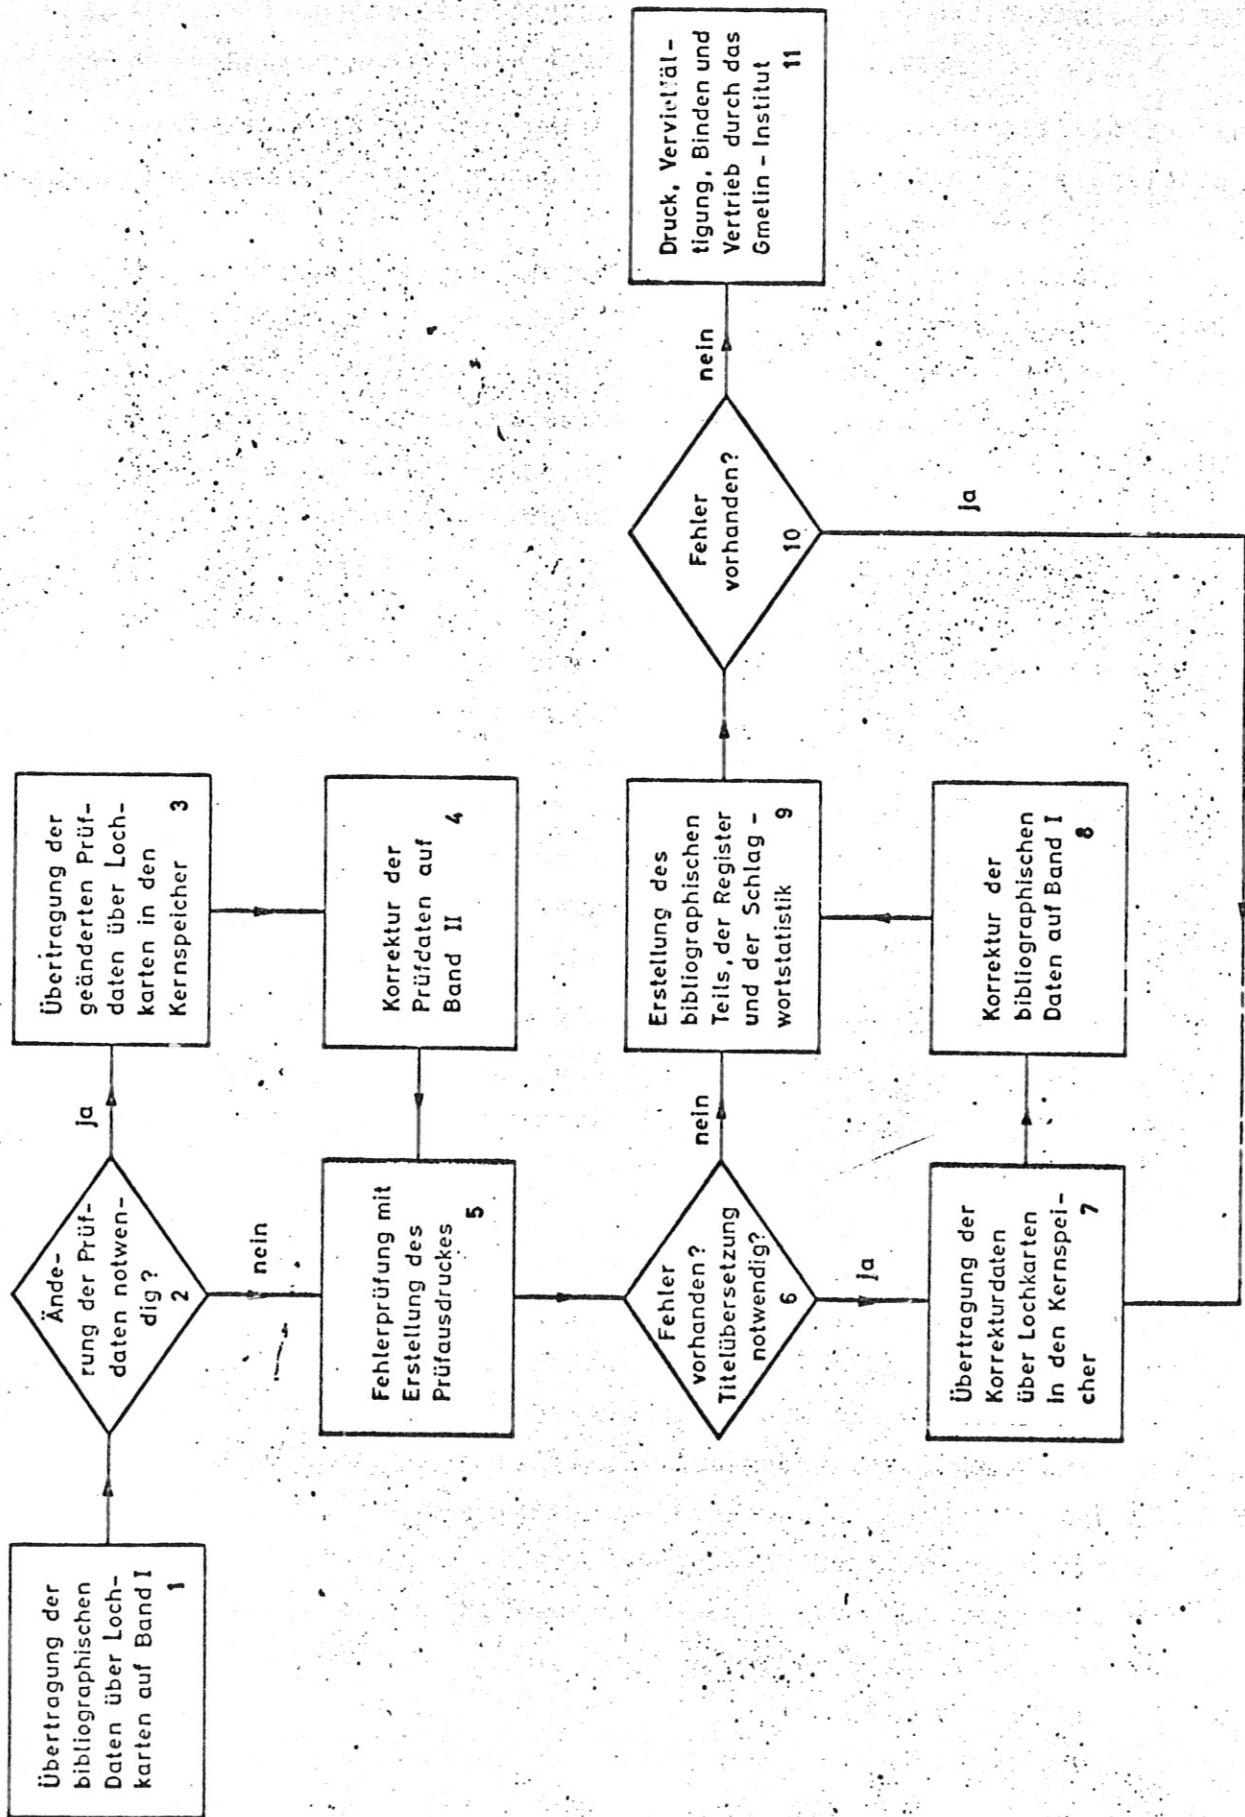 Übertragung der
bibliographischen
Daten über Loch-
karten auf Band I
1
Ände-
rung der Prüf-
daten notwen-
dig?
2
ja
nein
Übertragung der
geänderten Prüf-
daten über Loch-
karten in den
Kernspeicher 3
Korrektur der
Prüfdaten auf
Band II 4
Fehlerprüfung mit
Erstellung des
Prüfausdruckes
5
Fehler
vorhanden?
Titelübersetzung
notwendig?
6
nein
ja
Übertragung der
Korrekturdaten
über Lochkarten
in den Kernspei-
cher 7
Korrektur der
bibliographischen
Daten auf Band I
8
Erstellung des
bibliographischen
Teils, der Register
und der Schlag-
wortstatistik 9
Fehler
vorhanden?
10
nein
ja
Druck, Vervielfäl-
tigung, Binden und
Vertrieb durch das
Gmelin-Institut 11